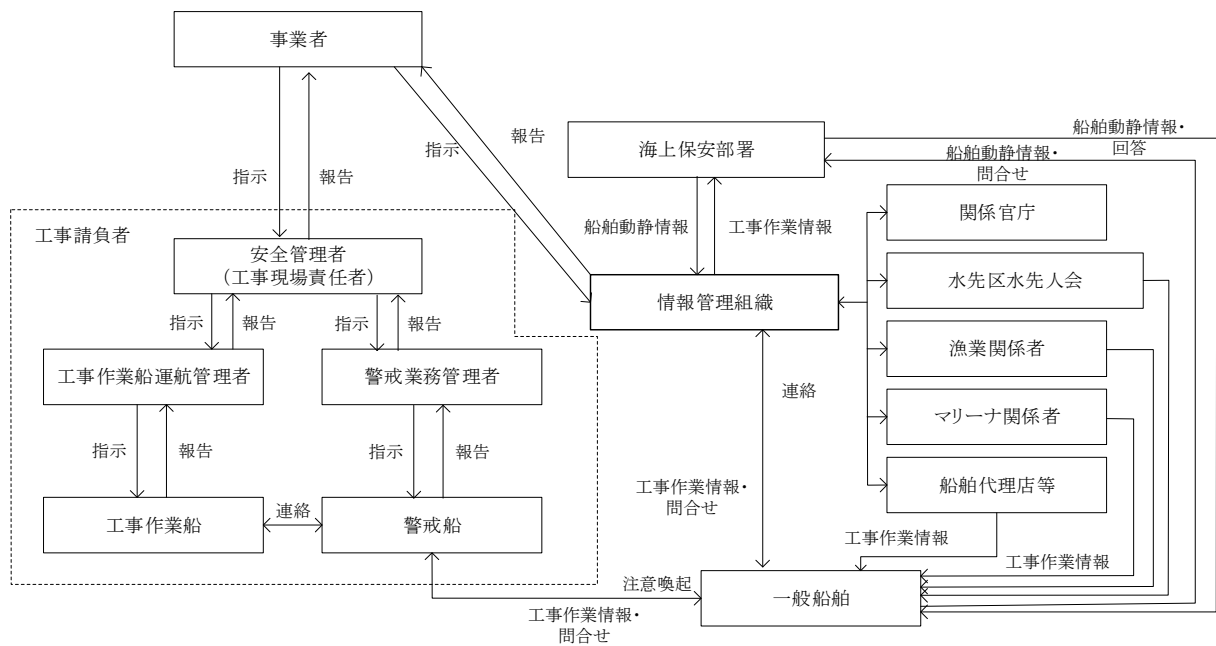 事業者
指示
報告
指示
報告
海上保安部署
船舶動静情報・
回答
船舶動静情報・
問合せ
船舶動静情報
工事作業情報
関係官庁
工事請負者
安全管理者
（工事現場責任者）
情報管理組織
水先区水先人会
指示
報告
指示
報告
工事作業船運航管理者
警戒業務管理者
連絡
漁業関係者
マリーナ関係者
指示
報告
指示
報告
工事作業情報・
問合せ
船舶代理店等
工事作業船
連絡
警戒船
工事作業情報
工事作業情報
注意喚起
一般船舶
工事作業情報・
問合せ